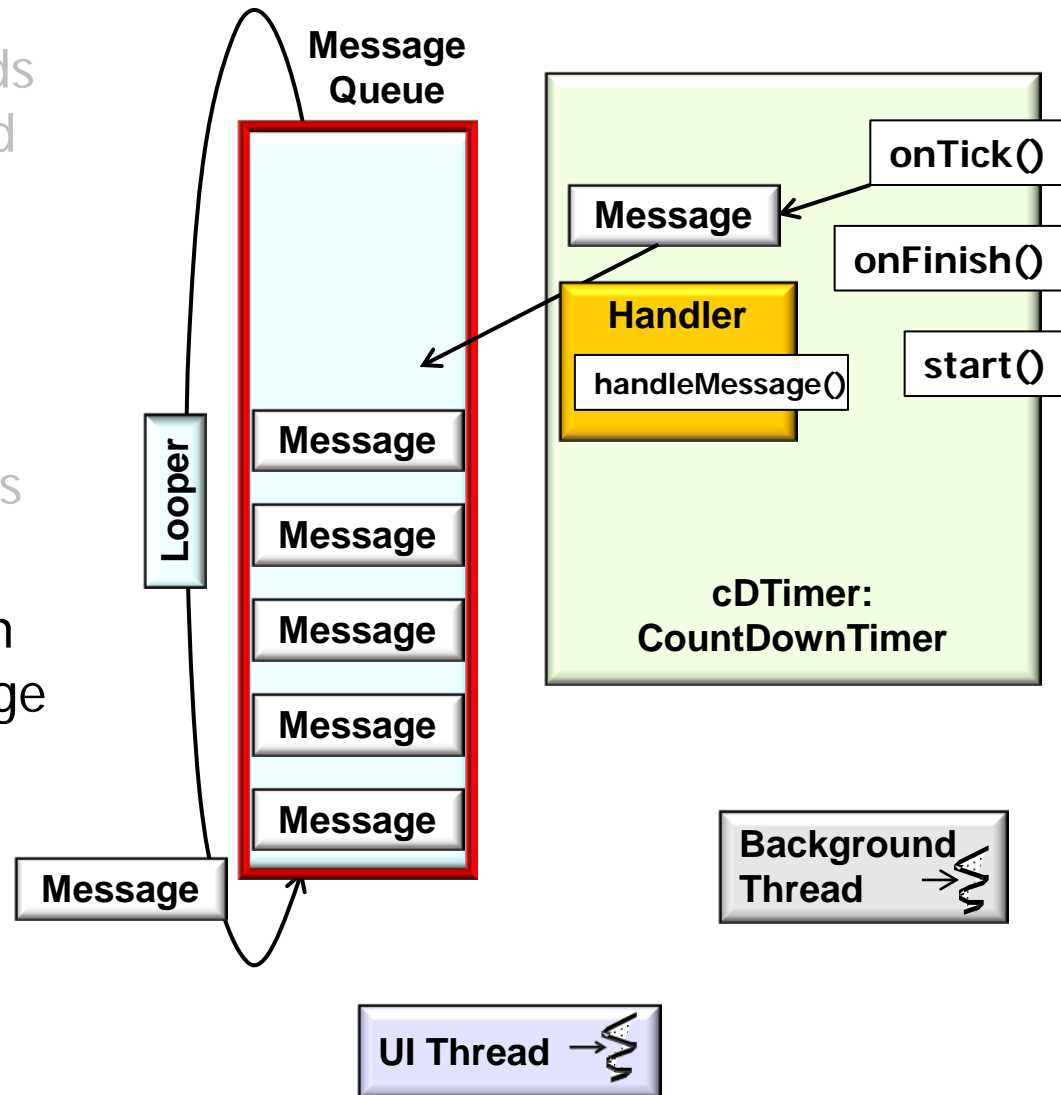 Message
Queue
onTick()
Message
onFinish()
Handler
start()
handleMessage()
Message
Looper
Message
Message
cDTimer:
CountDownTimer
Message
Message
Message
Background
Thread
UI Thread